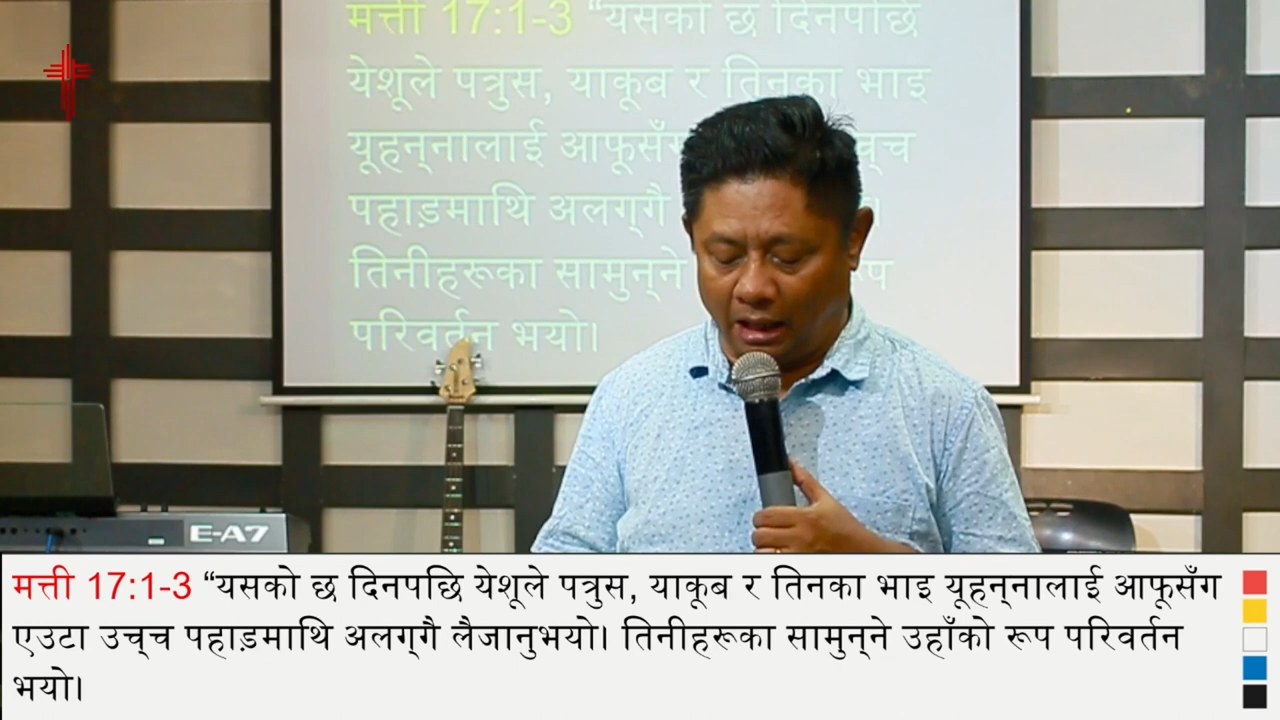 मत्ती 17:1-3 “यसको छ दिनपछि
येशूले पत्रुस, याकूब र तिनका भाइ
यूहन्‌नालाई आफूसँग च्‌च
पहाड़माथि अलग्‌गै ।
तिनीहरूका सामुन्‌ने रूप
परिवर्तन भयो।
E-A7
मत्ती 17:1-3 “यसको छ दिनपछि येशूले पत्रुस, याकूब र तिनका भाइ यूहन्‌नालाई आफूसँग
एउटा उच्‌च पहाड़माथि अलग्‌गै लैजानुभयो। तिनीहरूका सामुन्‌ने उहाँको रूप परिवर्तन
भयो।